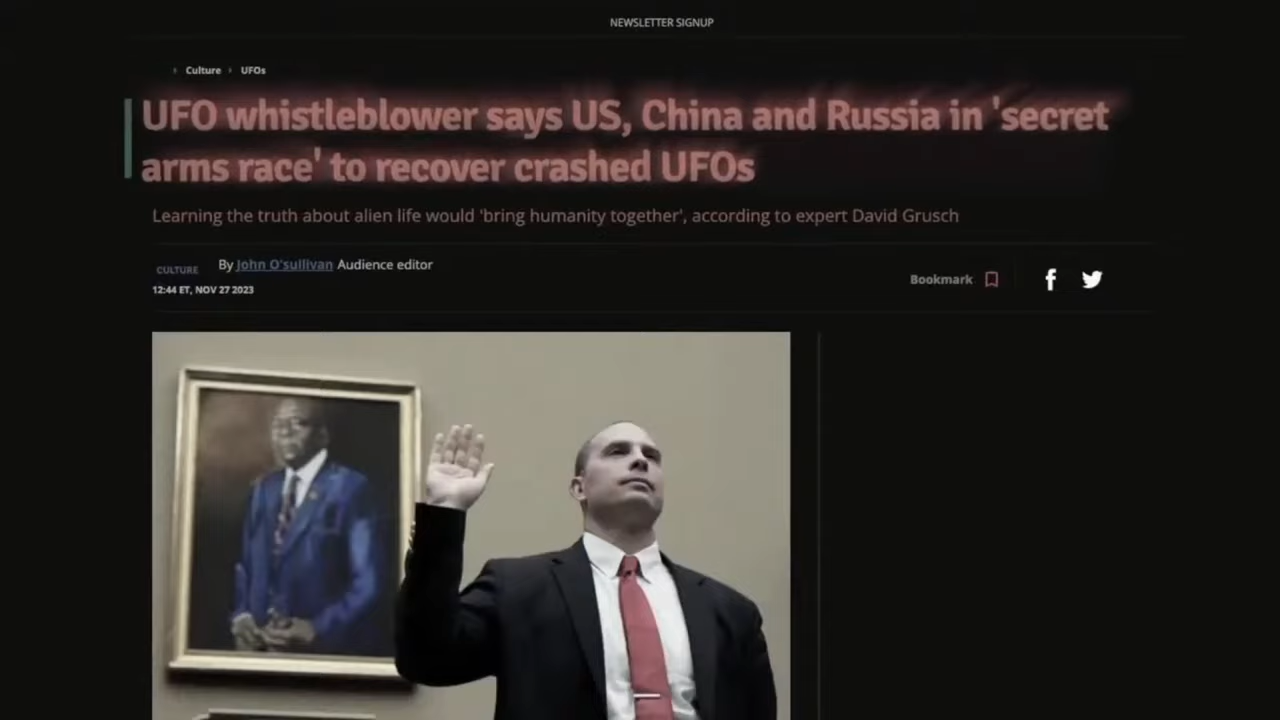 NEWSLETTER SIGNUP
Culture
UFOs
UFO whistleblower says US, China and Russia in 'secret
arms race' to recover crashed UFOs
Learning the truth about alien life would 'bring humanity together', according to expert David Grusch
CULTURE
By John O'sullivan Audience editor
12:44 ET, NOV 27 2023
Bookmark